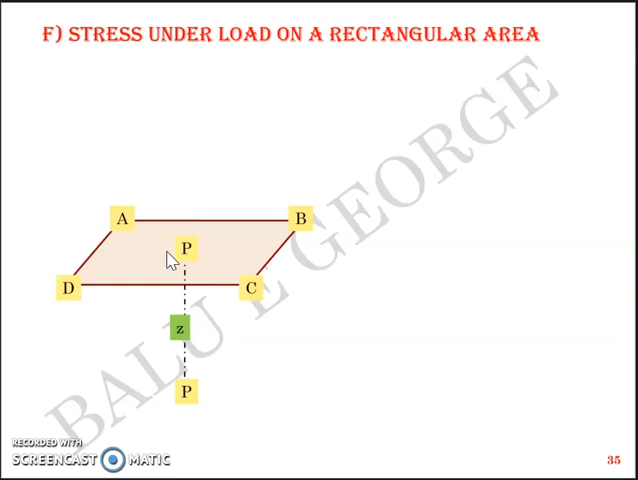 F) STRESS UNDER LOAD ON A RECTANGULAR AREA
BALU E GEORGE
A
B
P
D
C
z
P
RECORDED WITH
SCREENCAST MATIC
35